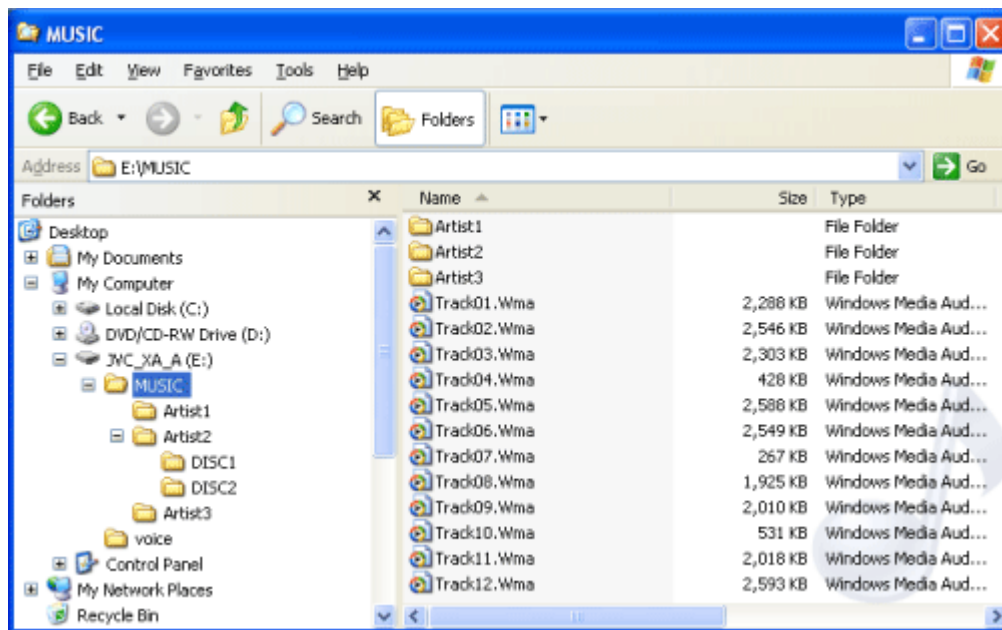 MUSIC
File Edit View Favorites Tools Help
Back Search Folders
Address E:\MUSIC Go
Folders
Desktop
My Documents
My Computer
Local Disk (C:)
DVD/CD-RW Drive (D:)
JVC_XA_A (E:)
MUSIC
Artist1
Artist2
DISC1
DISC2
Artist3
voice
Control Panel
My Network Places
Recycle Bin
Name Size Type
Artist1 File Folder
Artist2 File Folder
Artist3 File Folder
Track01.Wma 2,288 KB Windows Media Aud...
Track02.Wma 2,546 KB Windows Media Aud...
Track03.Wma 2,303 KB Windows Media Aud...
Track04.Wma 428 KB Windows Media Aud...
Track05.Wma 2,588 KB Windows Media Aud...
Track06.Wma 2,549 KB Windows Media Aud...
Track07.Wma 267 KB Windows Media Aud...
Track08.Wma 1,925 KB Windows Media Aud...
Track09.Wma 2,010 KB Windows Media Aud...
Track10.Wma 531 KB Windows Media Aud...
Track11.Wma 2,018 KB Windows Media Aud...
Track12.Wma 2,593 KB Windows Media Aud...